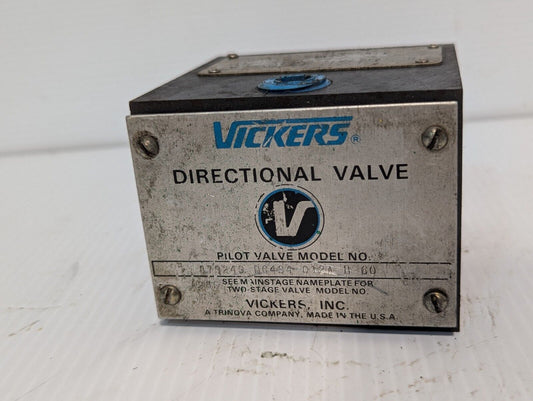 VICKERS®
DIRECTIONAL VALVE
V
PILOT VALVE MODEL NO.
B 60
SEE MAINSTAGE NAMEPLATE FOR
TWO-STAGE VALVE MODEL NO.
VICKERS, INC.
A TRINOVA COMPANY, MADE IN THE U.S.A.